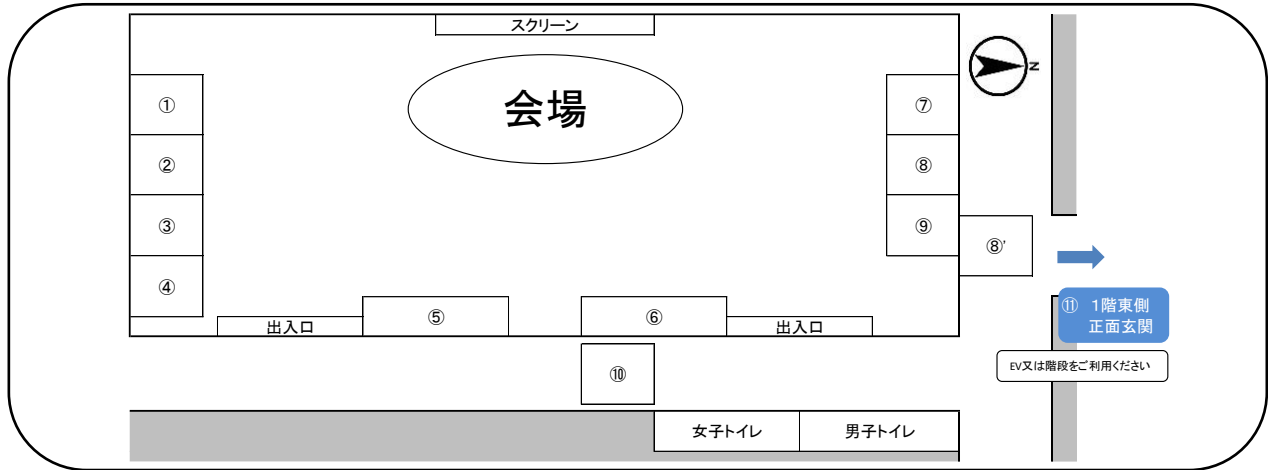 スクリーン
会場
N
①
②
③
④
⑤
⑥
⑦
⑧
⑨
⑧'
出入口
出入口
⑩
⑪ 1階東側
正面玄関
EV又は階段をご利用ください
女子トイレ
男子トイレ